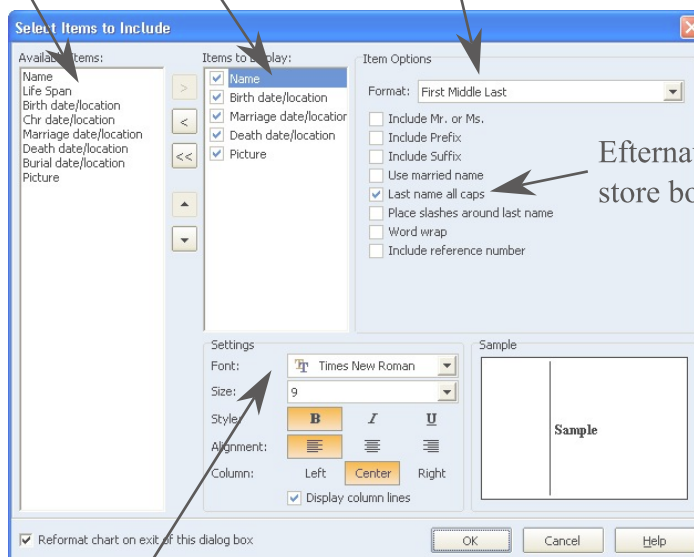 Select Items to Include
Available Items:
Name
Life Span
Birth date/location
Chr date/location
Marriage date/location
Death date/location
Burial date/location
Picture
>
<
<<
Items to Display:
Name
Birth date/location
Marriage date/location
Death date/location
Picture
Item Options
Format: First Middle Last
Include Mr. or Ms.
Include Prefix
Include Suffix
Use married name
Last name all caps
Place slashes around last name
Word wrap
Include reference number
store
Settings
Font: Times New Roman
Size: 9
Style: B I U
Alignment:
Column: Left Center Right
Display column lines
Sample
Sample
Reformat chart on exit of this dialog box
OK Cancel Help